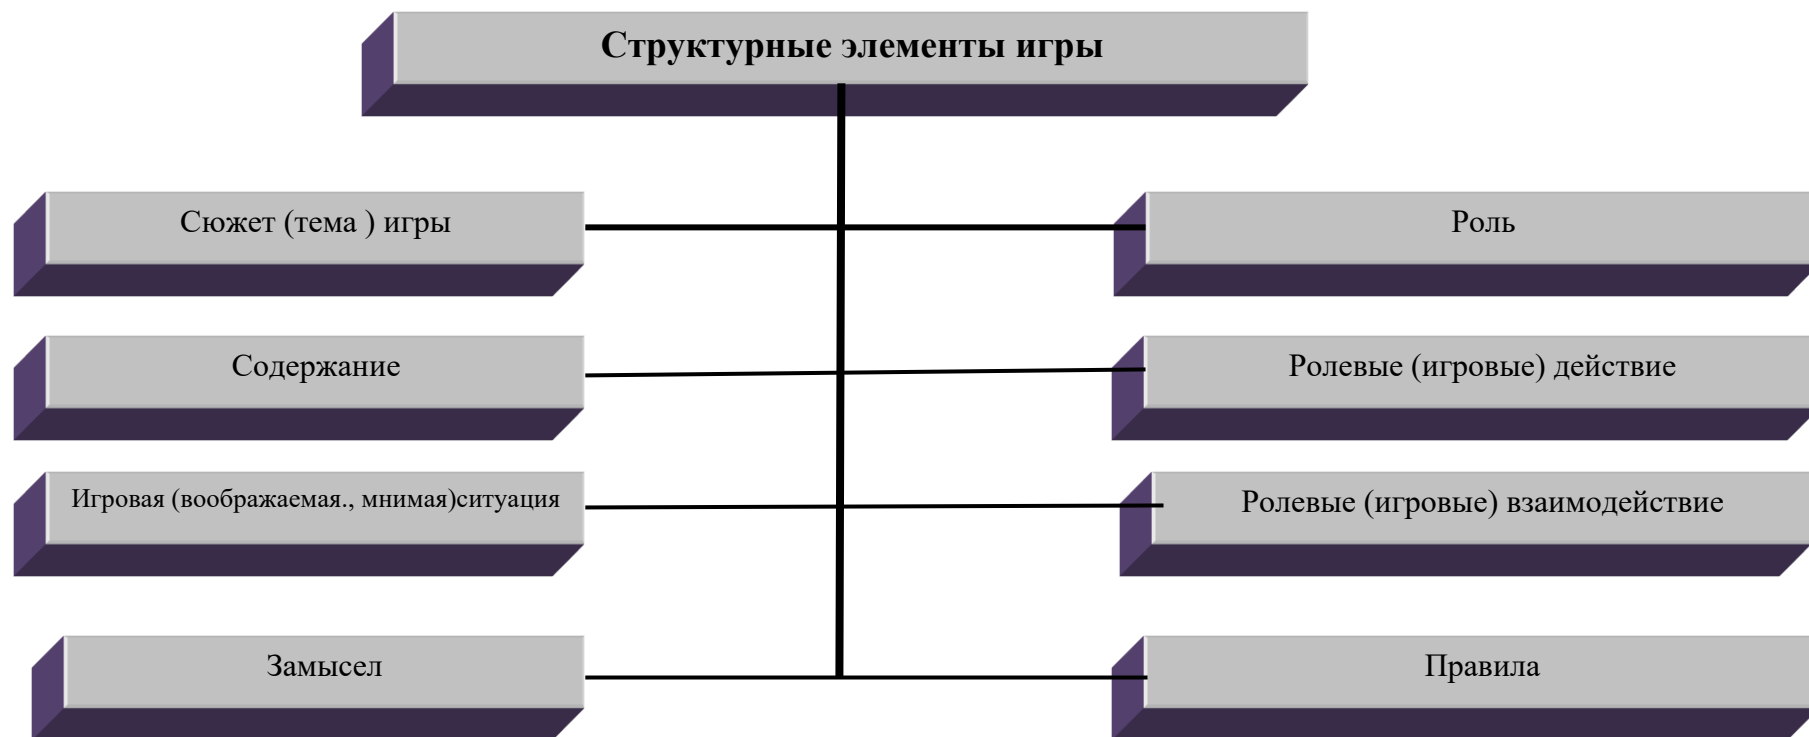 Структурные элементы игры
Сюжет (тема ) игры
Роль
Содержание
Ролевые (игровые) действие
Игровая (воображаемая., мнимая)ситуация
Ролевые (игровые) взаимодействие
Замысел
Правила